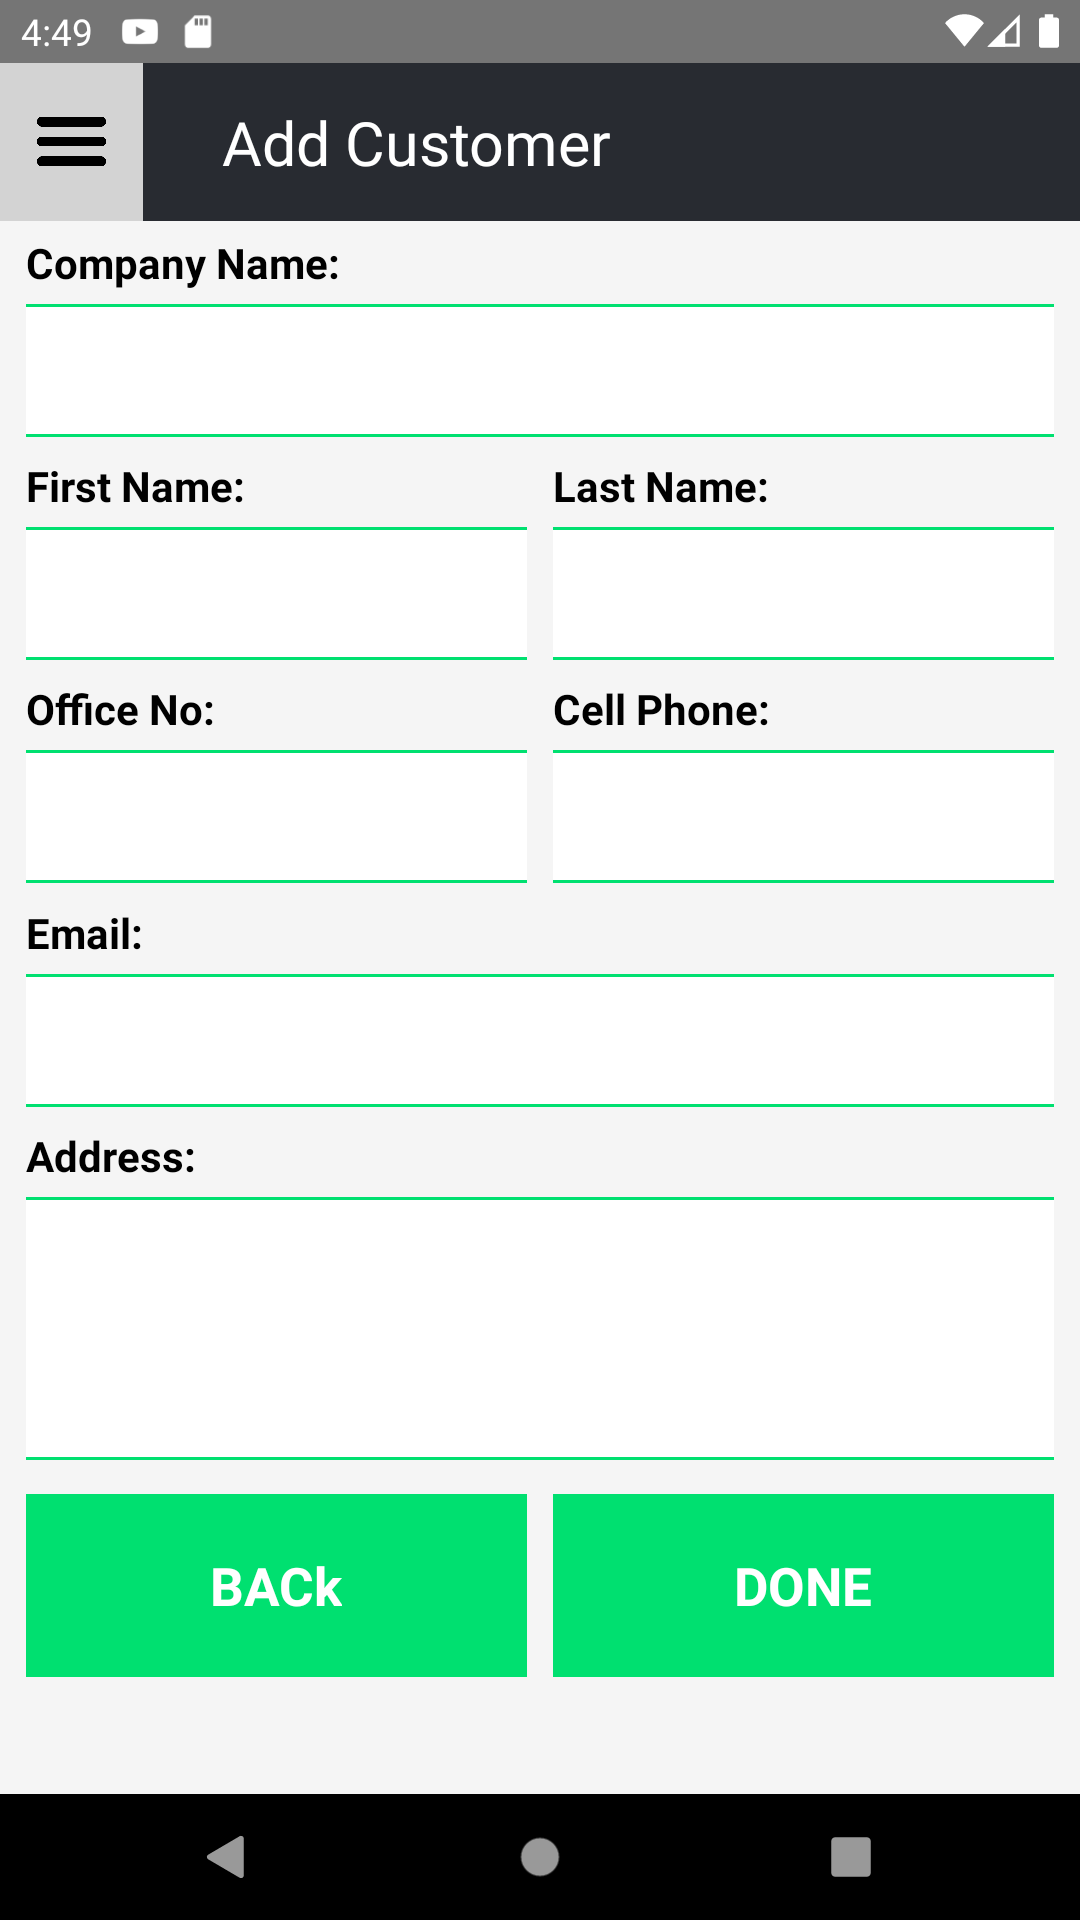 4:49
Add Customer
Company Name:
First Name: Last Name:
Office No: Cell Phone:
Email:
Address:
BACk DONE